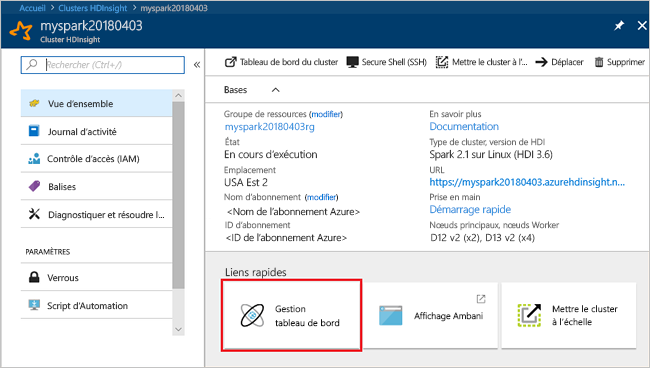 Accueil > Clusters HDInsight > myspark20180403
myspark20180403
Cluster HDInsight
Rechercher (Ctrl+/)
Vue d'ensemble
Journal d'activité
Contrôle d'accès (IAM)
Balises
Diagnostiquer et résoudre l...
PARAMÈTRES
Verrous
Script d'Automation
Tableau de bord du cluster
Secure Shell (SSH)
Mettre le cluster à l'...
Déplacer
Supprimer
Bases
Groupe de ressources (modifier)
myspark20180403rg
État
En cours d'exécution
Emplacement
USA Est 2
Nom d'abonnement (modifier)
<Nom de l'abonnement Azure>
ID d'abonnement
<ID de l'abonnement Azure>
En savoir plus
Documentation
Type de cluster, version de HDI
Spark 2.1 sur Linux (HDI 3.6)
URL
https://myspark20180403.azurehdinsight.n...
Prise en main
Démarrage rapide
Nœuds principaux, nœuds Worker
D12 v2 (x2), D13 v2 (x4)
Liens rapides
Gestion
tableau de bord
Affichage Ambani
Mettre le cluster
à l'échelle